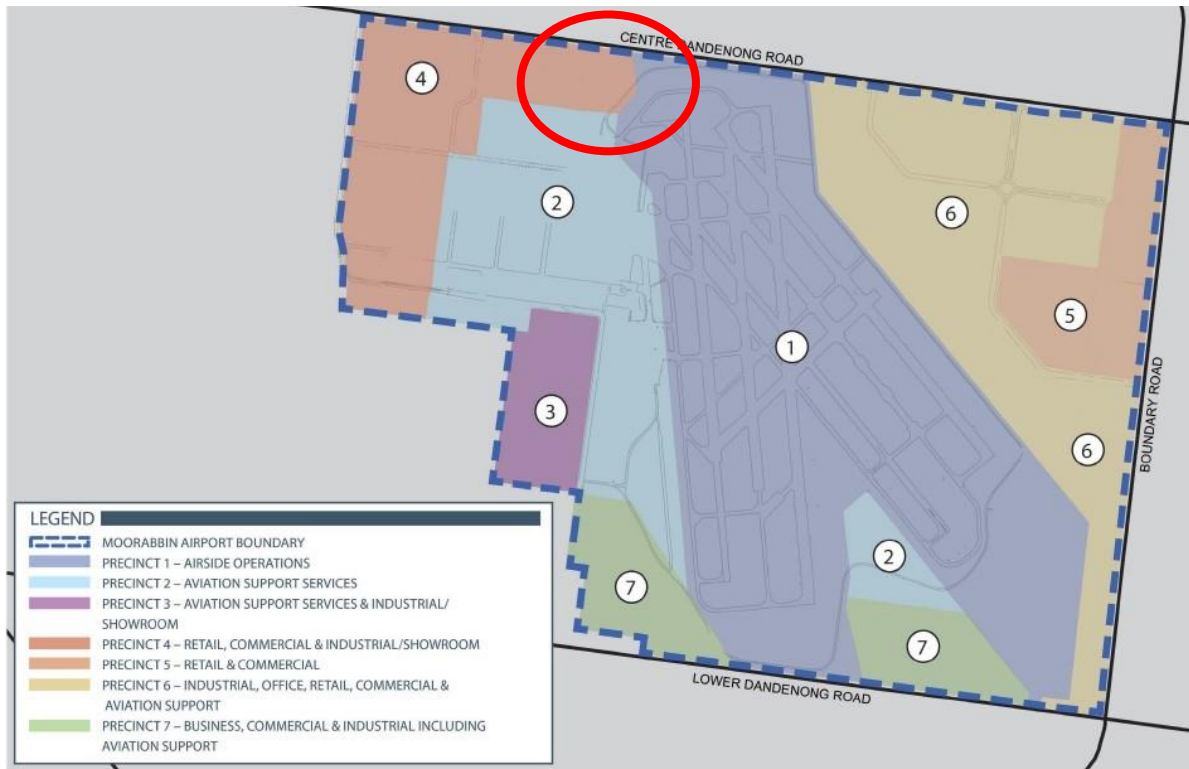 CENTRE DANDENONG ROAD
4
2
6
5
1
3
6
BOUNDARY ROAD
2
7
7
LOWER DANDENONG ROAD
LEGEND
MOORABBIN AIRPORT BOUNDARY
PRECINCT 1 – AIRSIDE OPERATIONS
PRECINCT 2 – AVIATION SUPPORT SERVICES
PRECINCT 3 – AVIATION SUPPORT SERVICES & INDUSTRIAL/
SHOWROOM
PRECINCT 4 – RETAIL, COMMERCIAL & INDUSTRIAL/SHOWROOM
PRECINCT 5 – RETAIL & COMMERCIAL
PRECINCT 6 – INDUSTRIAL, OFFICE, RETAIL, COMMERCIAL &
AVIATION SUPPORT
PRECINCT 7 – BUSINESS, COMMERCIAL & INDUSTRIAL INCLUDING
AVIATION SUPPORT